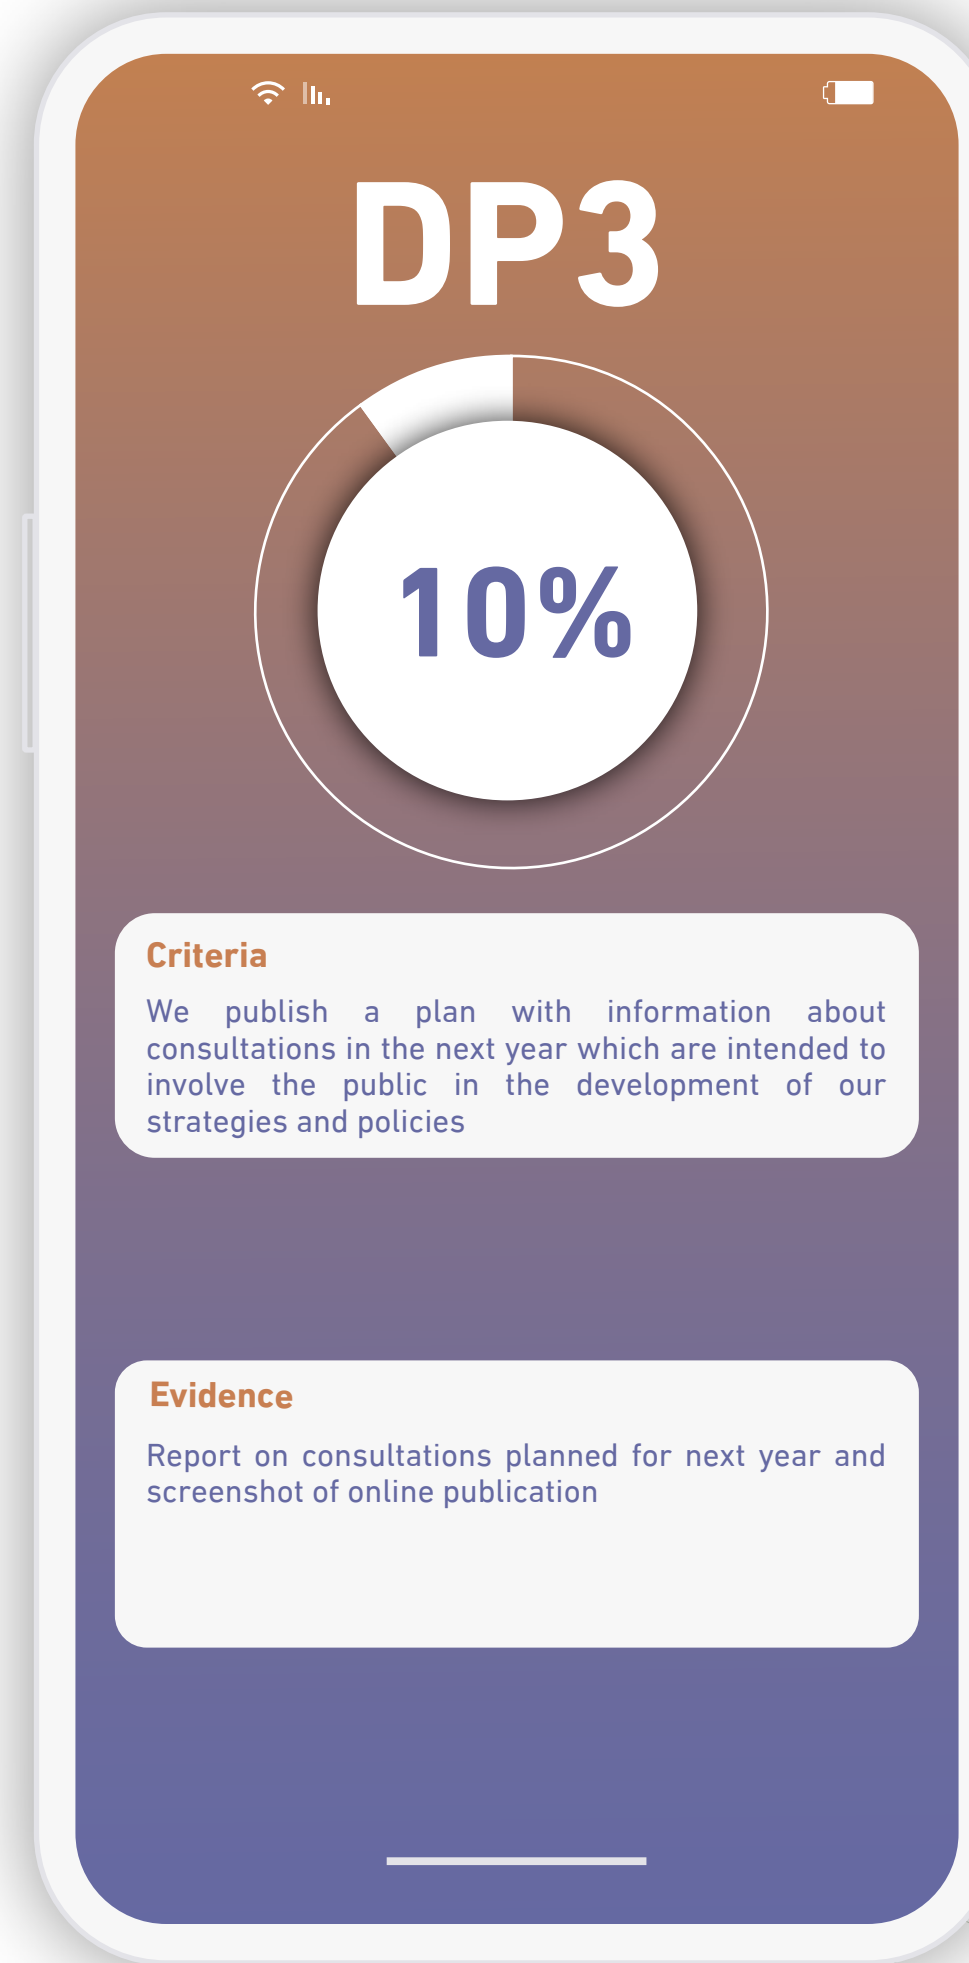 DP3
10%
Criteria
We publish a plan with information about
consultations in the next year which are intended to
involve the public in the development of our
strategies and policies
Evidence
Report on consultations planned for next year and
screenshot of online publication